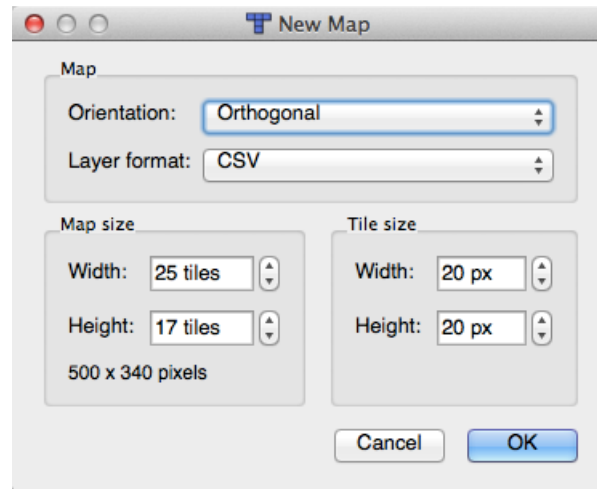 New Map
Map
Orientation: Orthogonal
Layer format: CSV
Map size
Width: 25 tiles
Height: 17 tiles
500 x 340 pixels
Tile size
Width: 20 px
Height: 20 px
Cancel OK